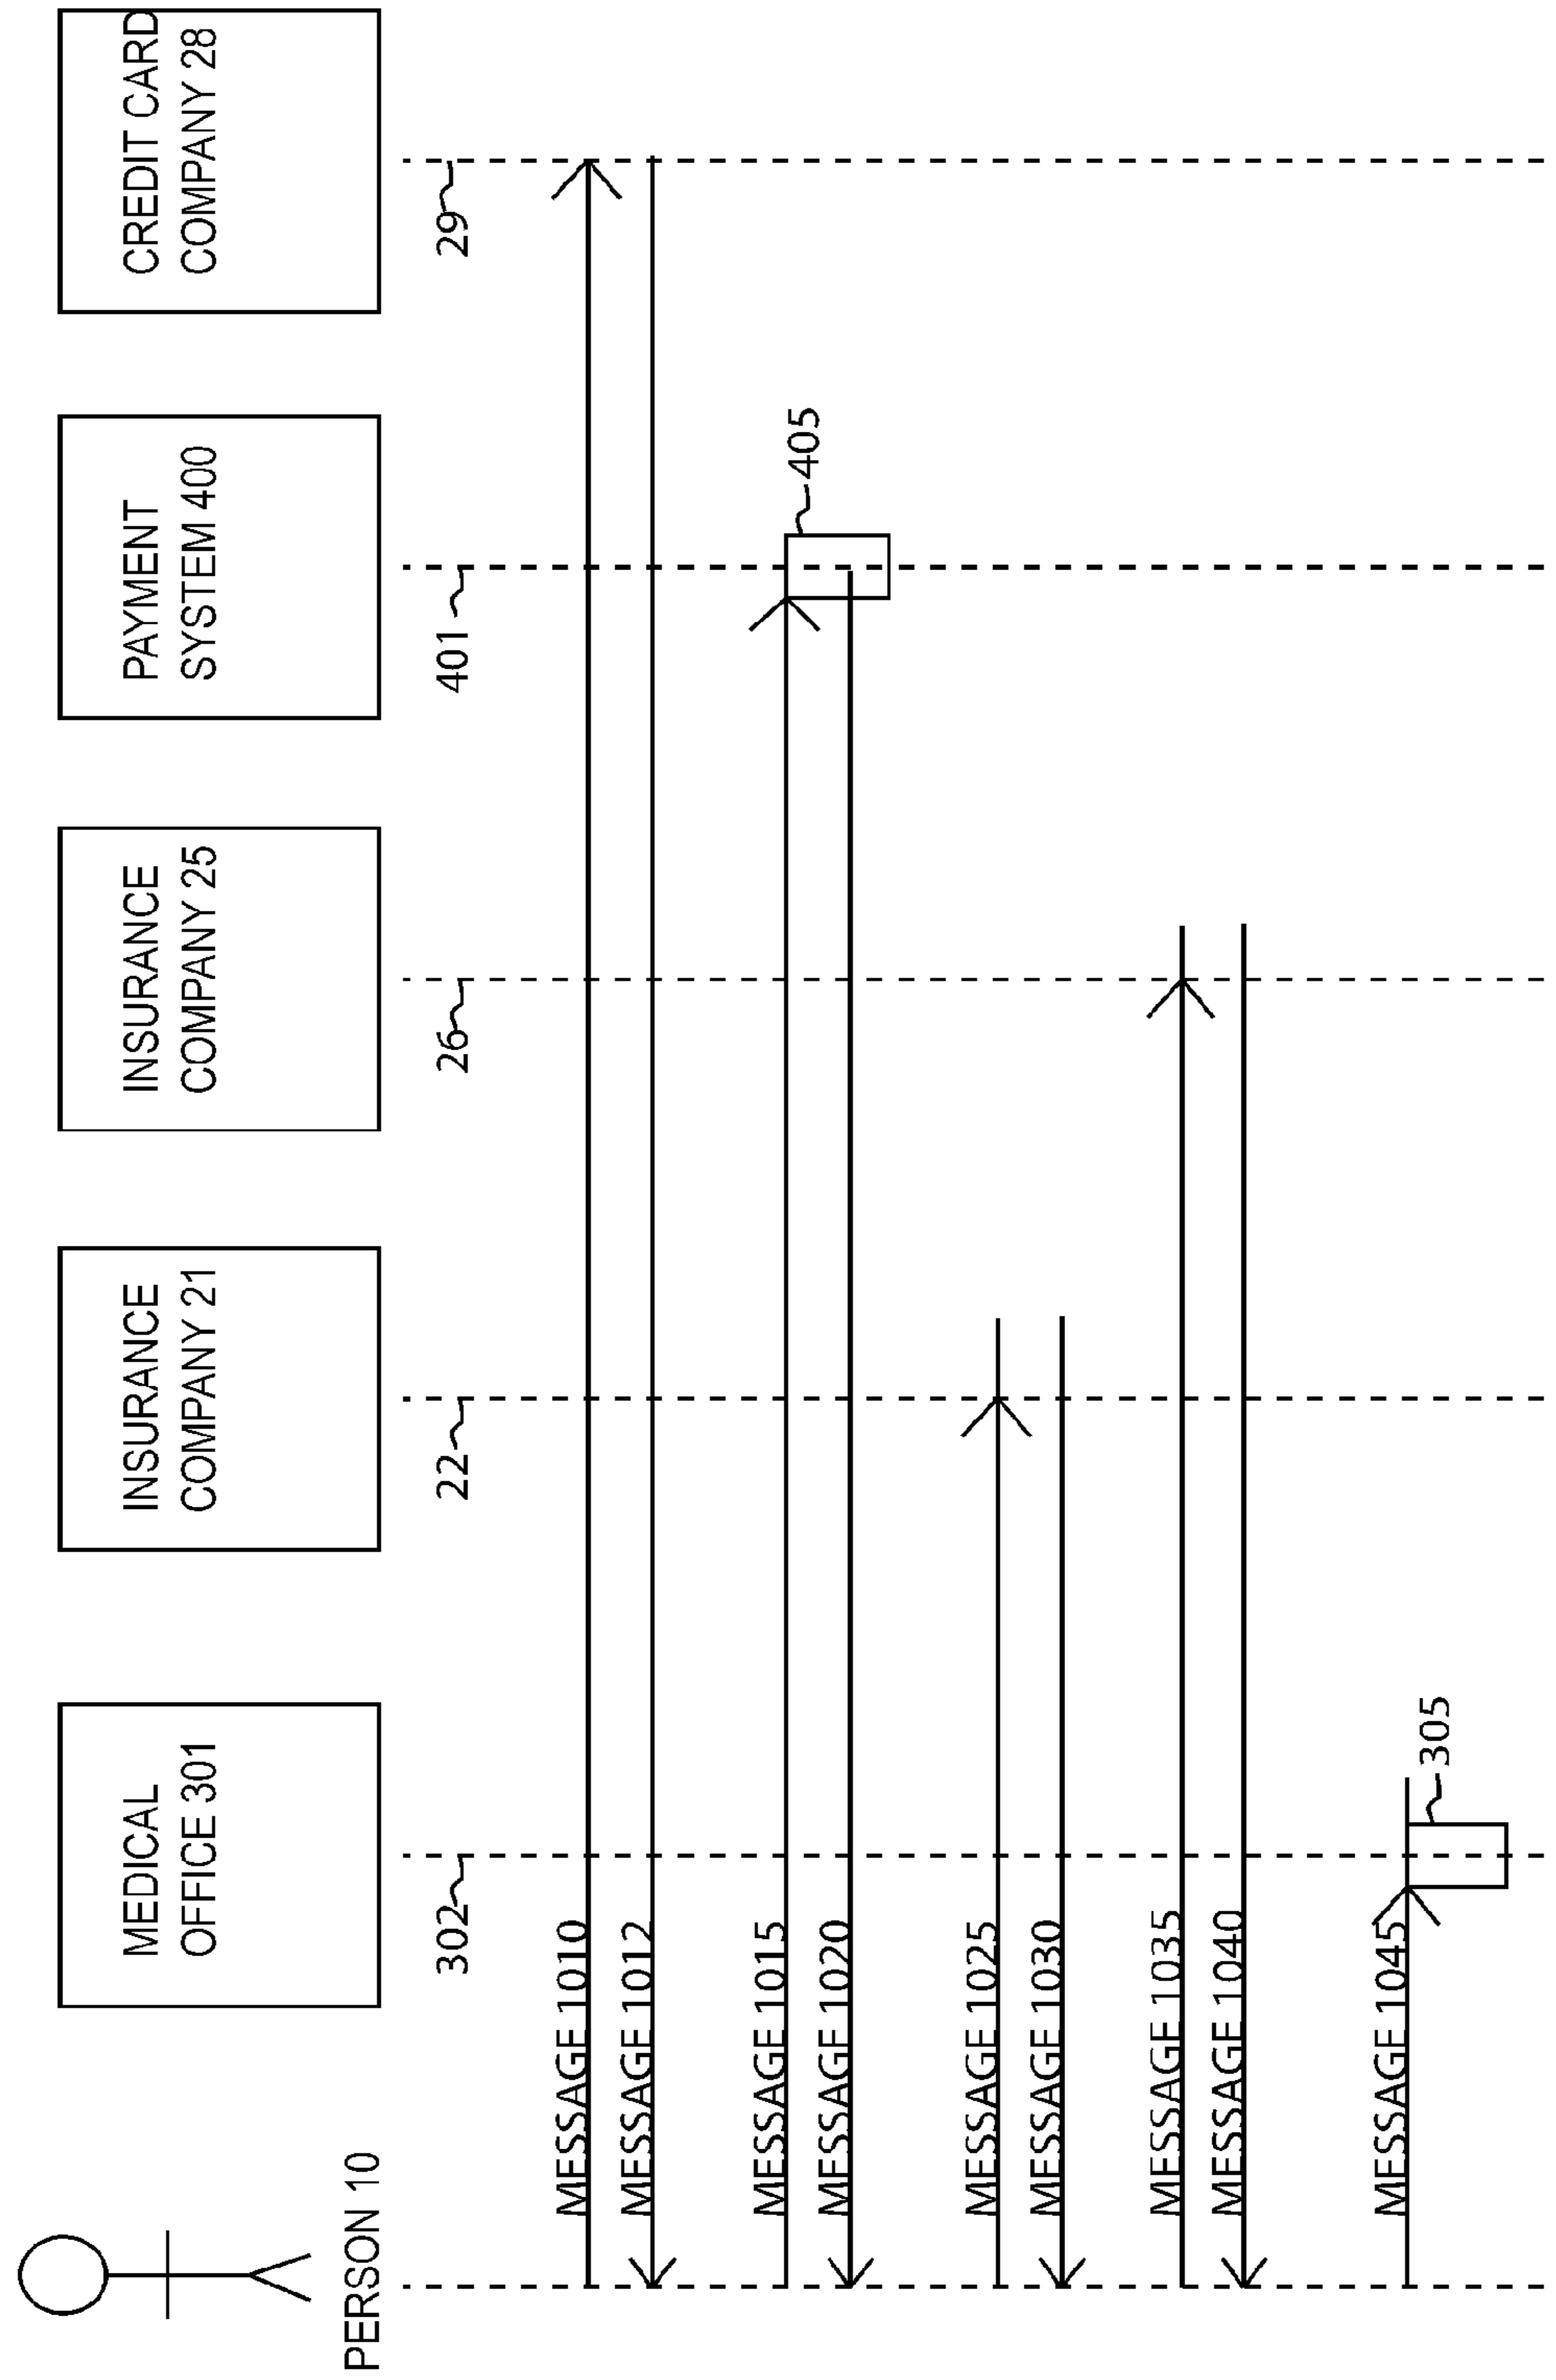 PERSON 10
MEDICAL
OFFICE 301
INSURANCE
COMPANY 21
INSURANCE
COMPANY 25
PAYMENT
SYSTEM 400
CREDIT CARD
COMPANY 28
302
22
26
401
29
MESSAGE 1010
MESSAGE 1012
MESSAGE 1015
405
MESSAGE 1020
MESSAGE 1025
MESSAGE 1030
MESSAGE 1035
MESSAGE 1040
MESSAGE 1045
305